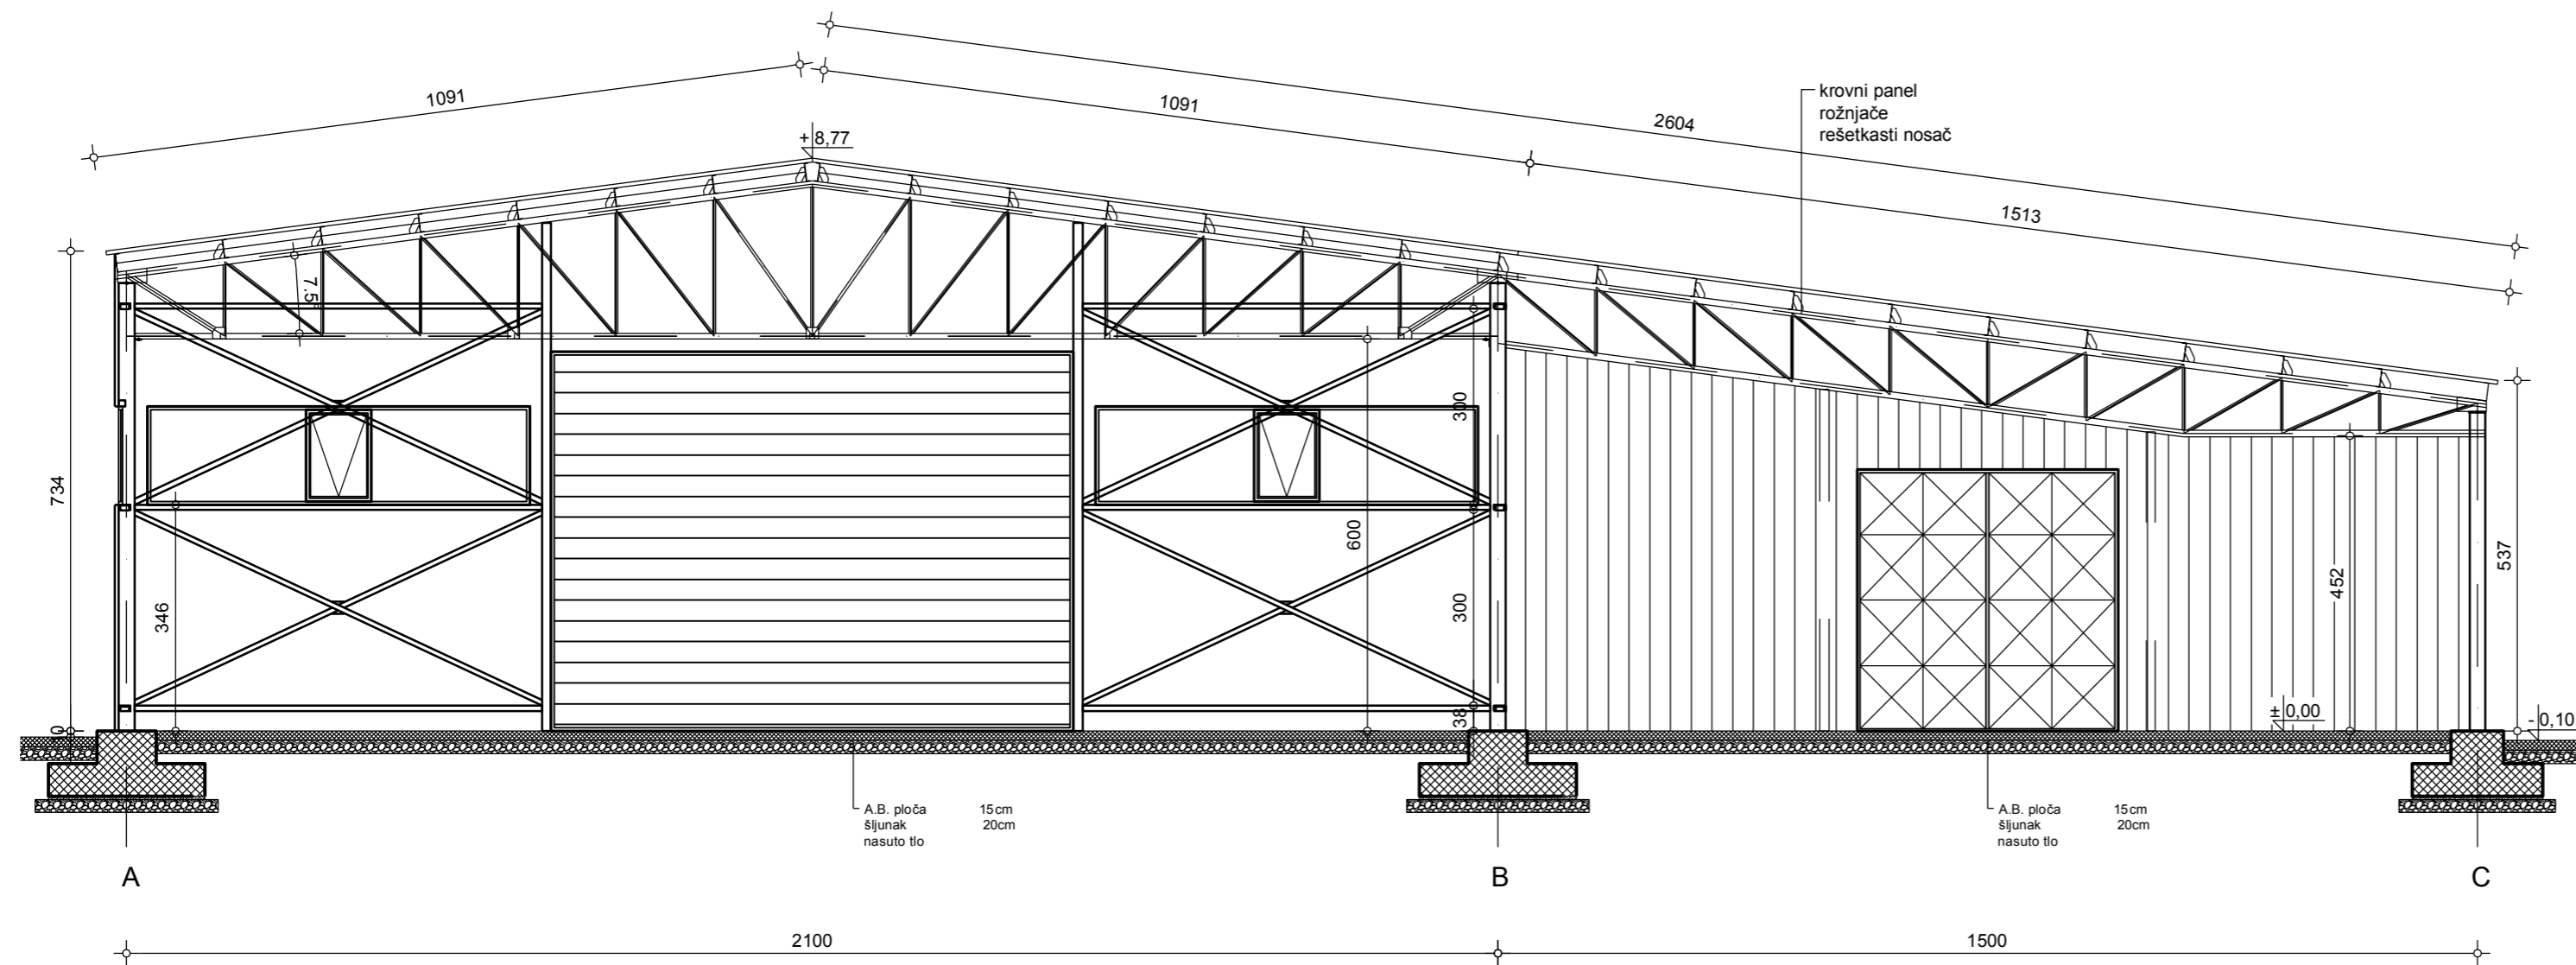 1091
1091
2604
1513
krovni panel
rožnjače
rešetkasti nosač
+8,77
7.5°
734
346
0
600
300
300
38
452
537
± 0,00
- 0,10
A.B. ploča 15cm
šljunak 20cm
nasuto tlo
A.B. ploča 15cm
šljunak 20cm
nasuto tlo
A
B
C
2100
1500